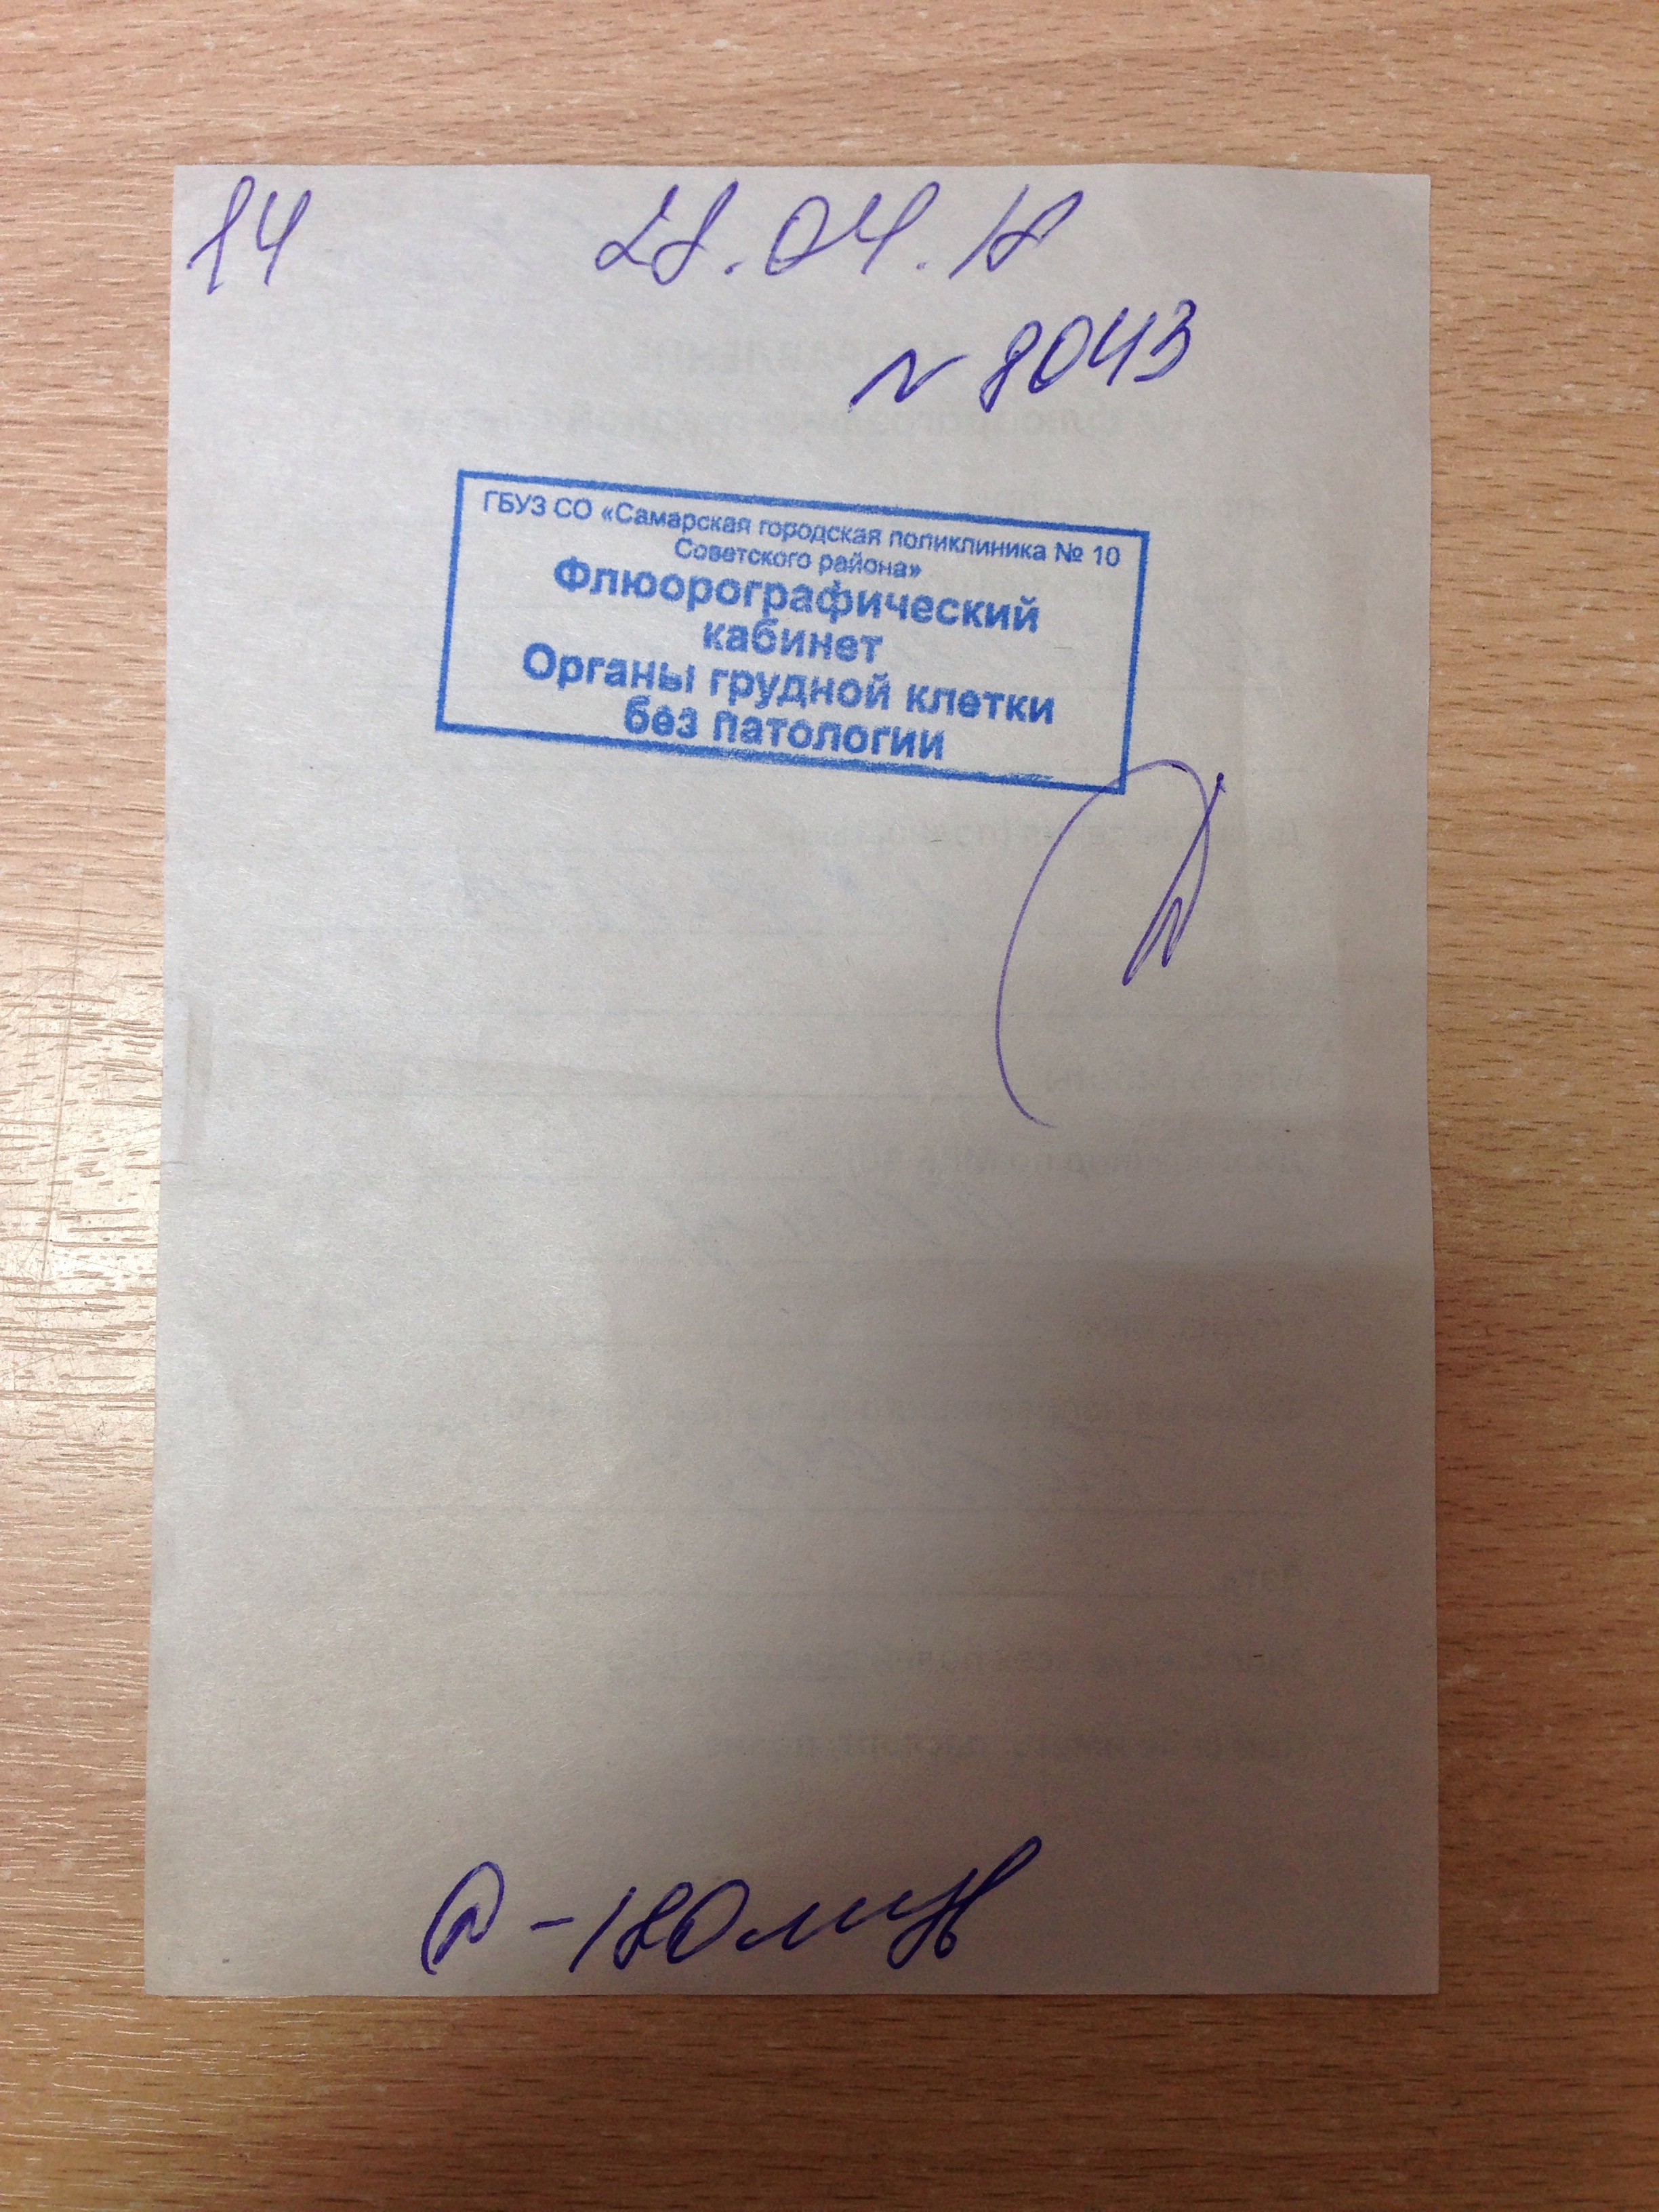 14 28.04.18
N 8043
ГБУЗ СО «Самарская городская поликлиника № 10
Советского района»
Флюорографический
кабинет
Органы грудной клетки
без патологии